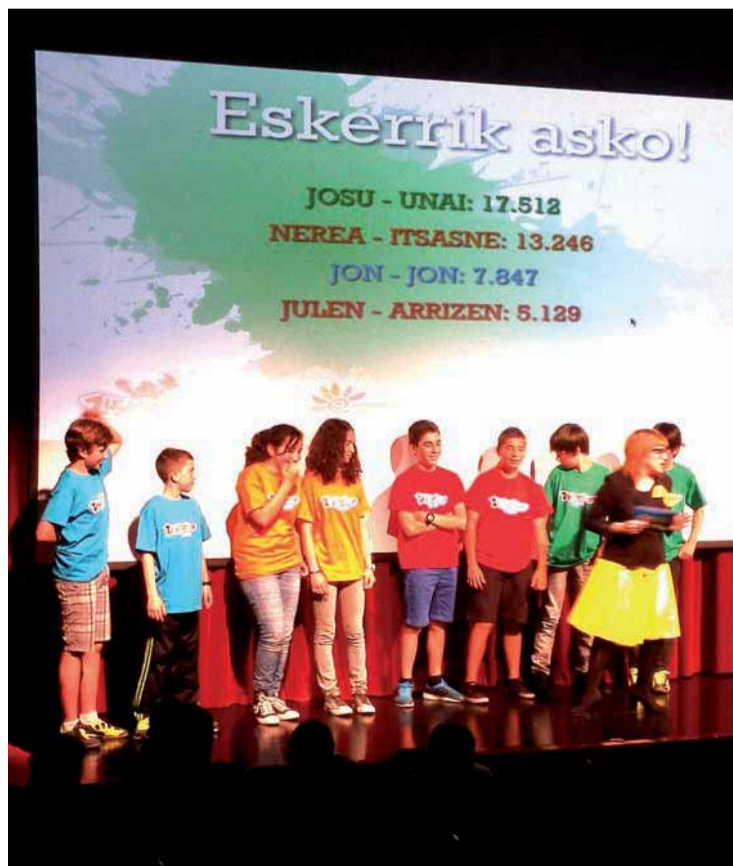 Eskerrik asko!
JOSU - UNAI: 17.512
NEREA - ITSASNE: 13.246
JON - JON: 7.847
JULEN - ARRIZEN: 5.129